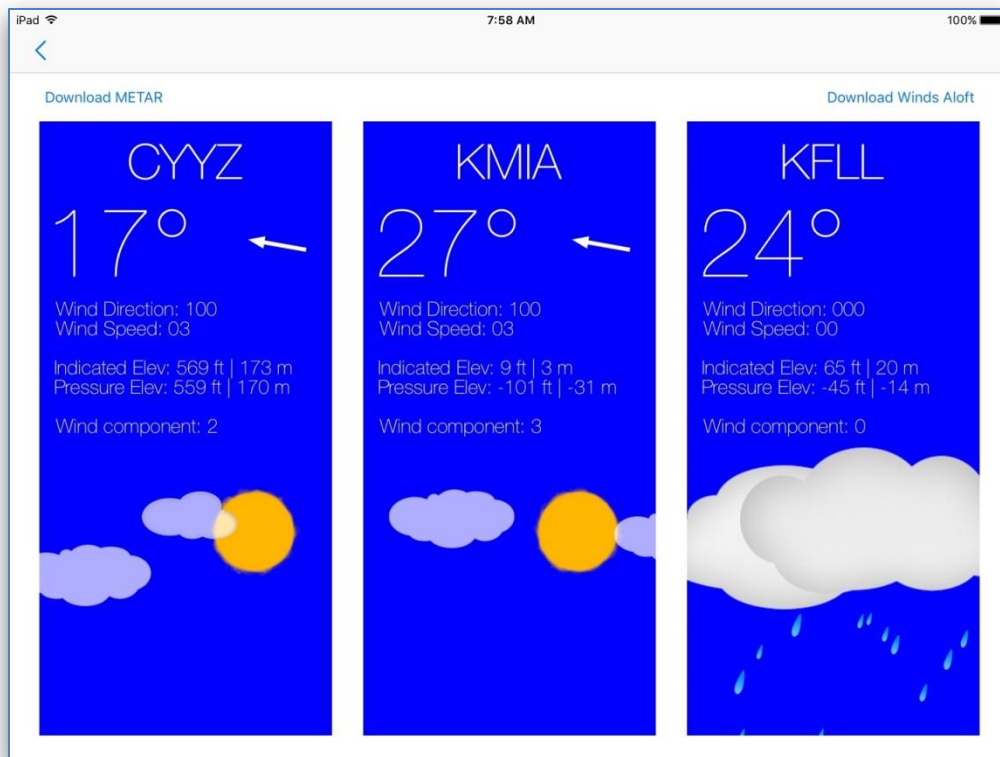 iPad 7:58 AM 100%
Download METAR Download Winds Aloft
CYYZ
17°
Wind Direction: 100
Wind Speed: 03
Indicated Elev: 569 ft | 173 m
Pressure Elev: 559 ft | 170 m
Wind component: 2
KMIA
27°
Wind Direction: 100
Wind Speed: 03
Indicated Elev: 9 ft | 3 m
Pressure Elev: -101 ft | -31 m
Wind component: 3
KFLL
24°
Wind Direction: 000
Wind Speed: 00
Indicated Elev: 65 ft | 20 m
Pressure Elev: -45 ft | -14 m
Wind component: 0